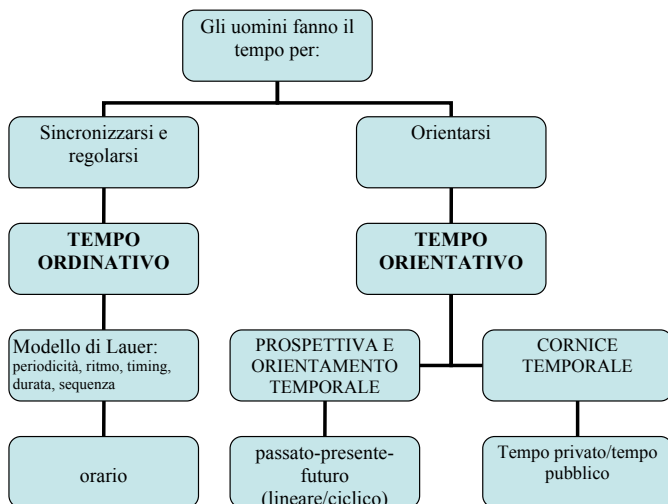 Gli uomini fanno il
tempo per:
Sincronizzarsi e
regolarsi
Orientarsi
TEMPO
ORDINATIVO
TEMPO
ORIENTATIVO
Modello di Lauer:
periodicità, ritmo, timing,
durata, sequenza
PROSPETTIVA E
ORIENTAMENTO
TEMPORALE
CORNICE
TEMPORALE
orario
passato-presente-
futuro
(lineare/ciclico)
Tempo privato/tempo
pubblico